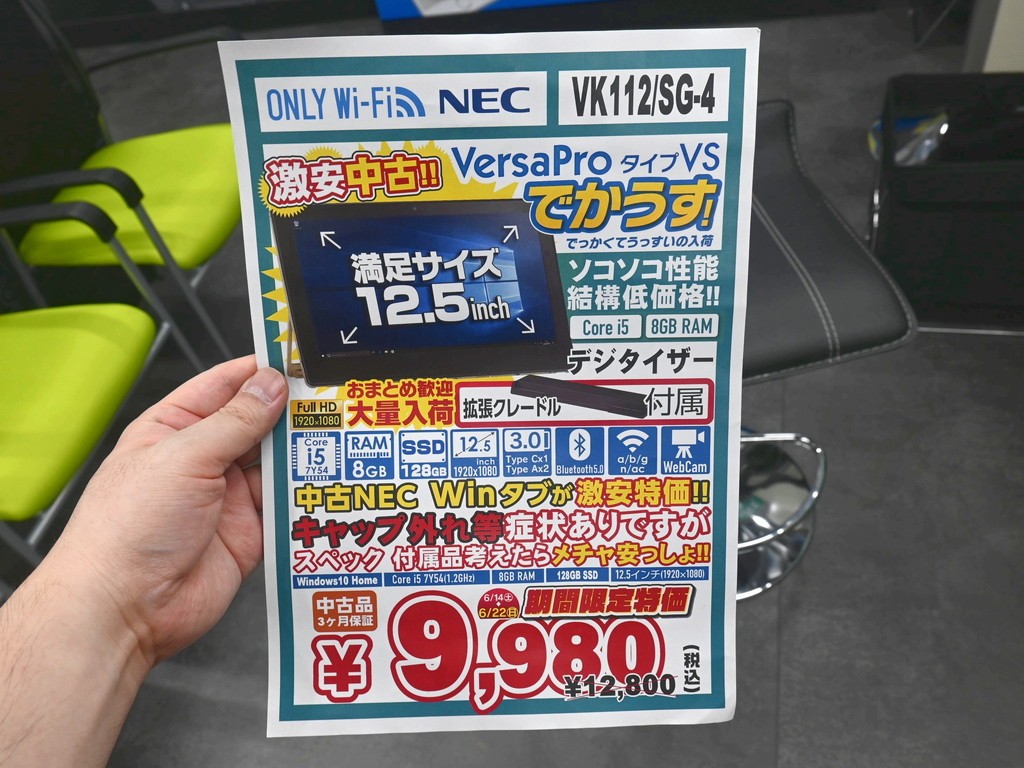 ONLY Wi-Fi NEC VK112/SG-4
激安中古!! VersaPro タイプVS
でかうす!
でっかくてうっすいの入荷
満足サイズ
12.5inch
ソコソコ性能
結構低価格!!
Core i5 8GB RAM
デジタイザー
Full HD
1920×1080
おまとめ歓迎
大量入荷
拡張クレードル 付属
Core i5 7Y54
RAM 8GB
SSD 128GB
12.5 inch 1920x1080
3.0 Type Cx1 Type Ax2
Bluetooth5.0
a/b/g n/ac
WebCam
中古NEC Winタブが激安特価!!
キャップ外れ等症状ありですが
スペック 付属品考えたらメチャ安っしょ!!
Windows10 Home Core i5 7Y54(1.2GHz) 8GB RAM 128GB SSD 12.5インチ(1920×1080)
中古品
3ヶ月保証
6/14(土)
6/22(日)
期間限定特価
¥9,980
¥12,800
(税込)